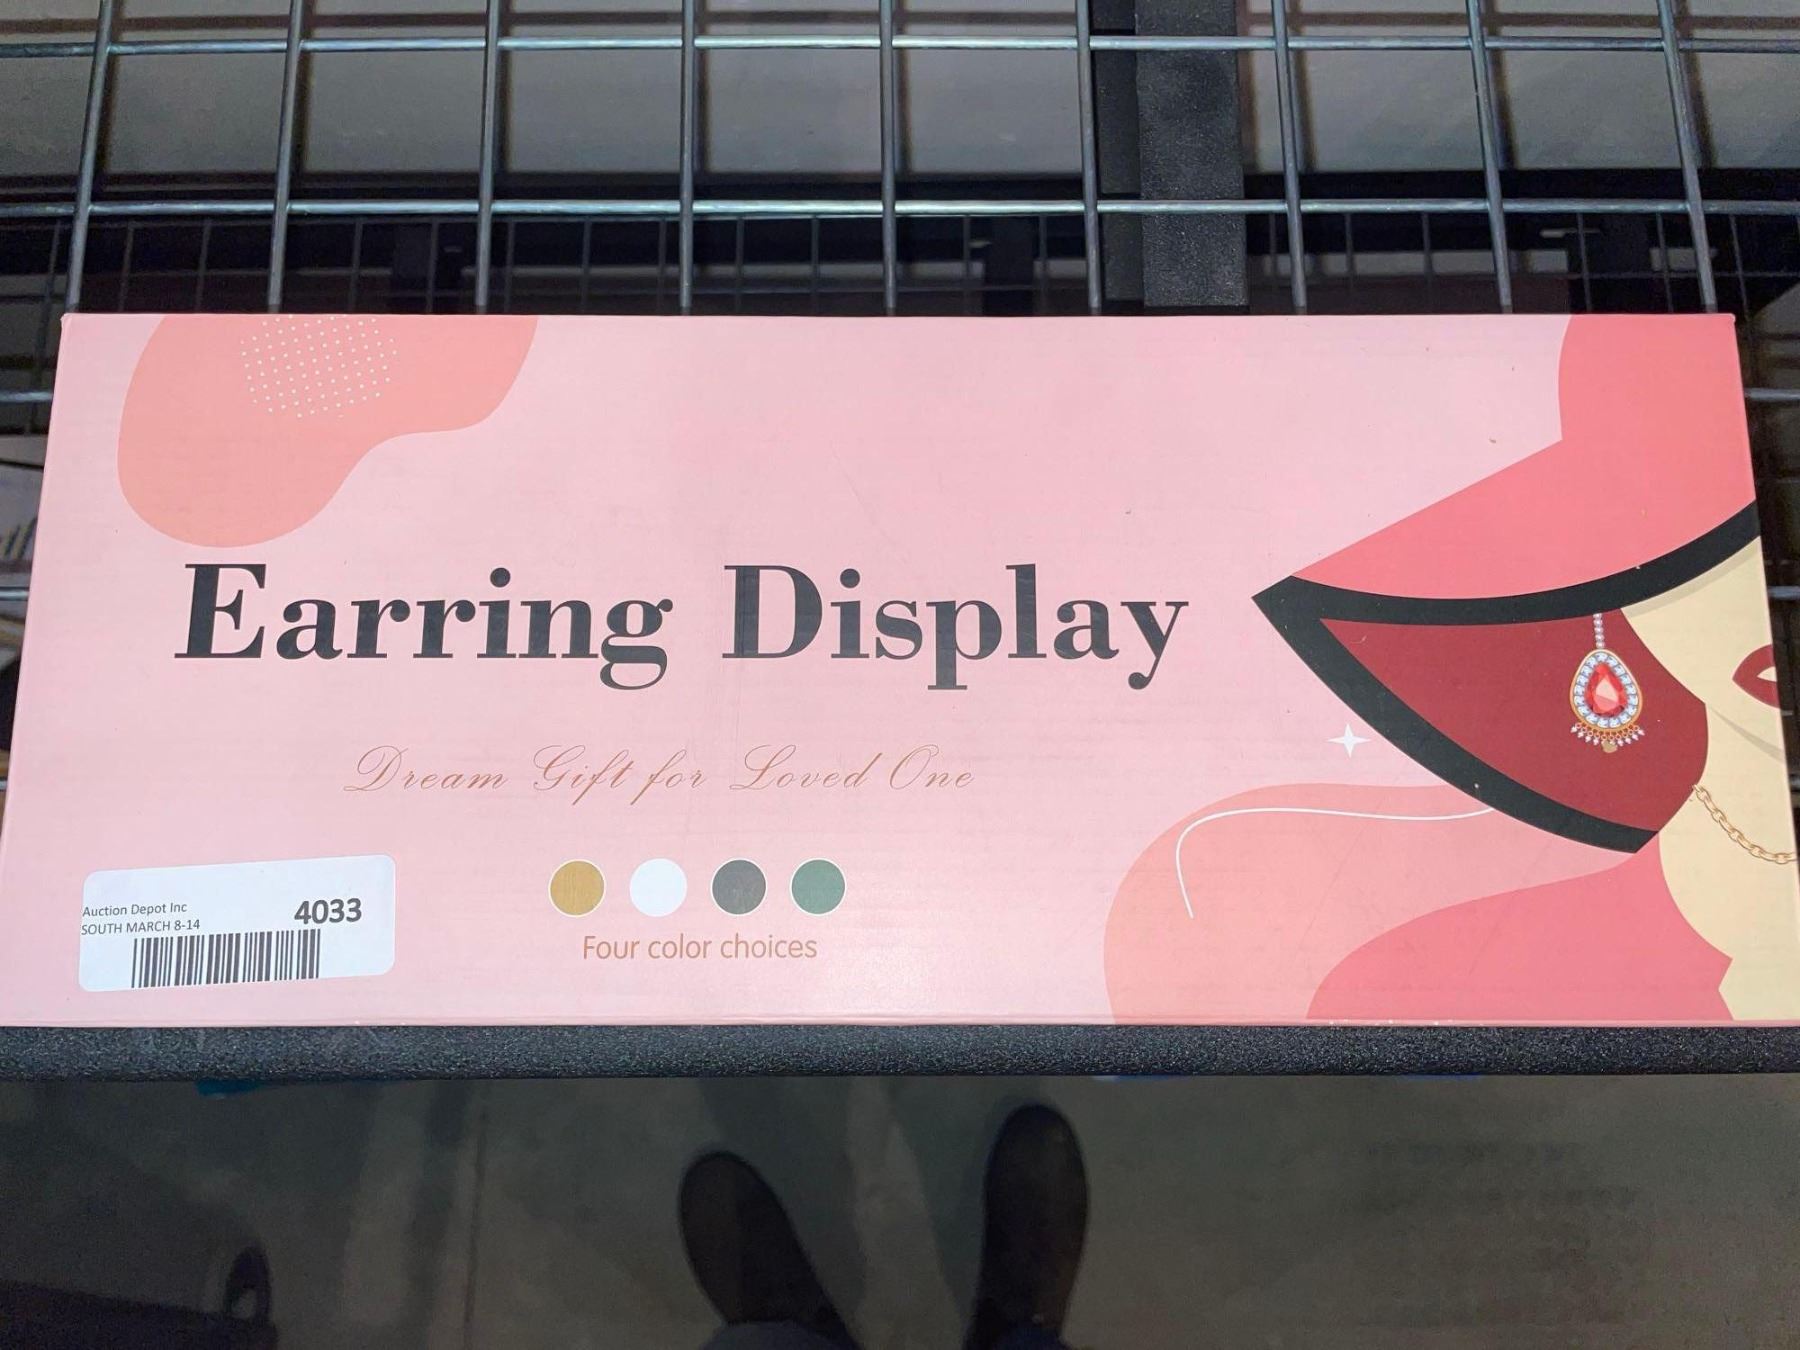 Earring Display
Dream Gift for Loved One
Four color choices
Auction Depot Inc
SOUTH MARCH 8-14
4033